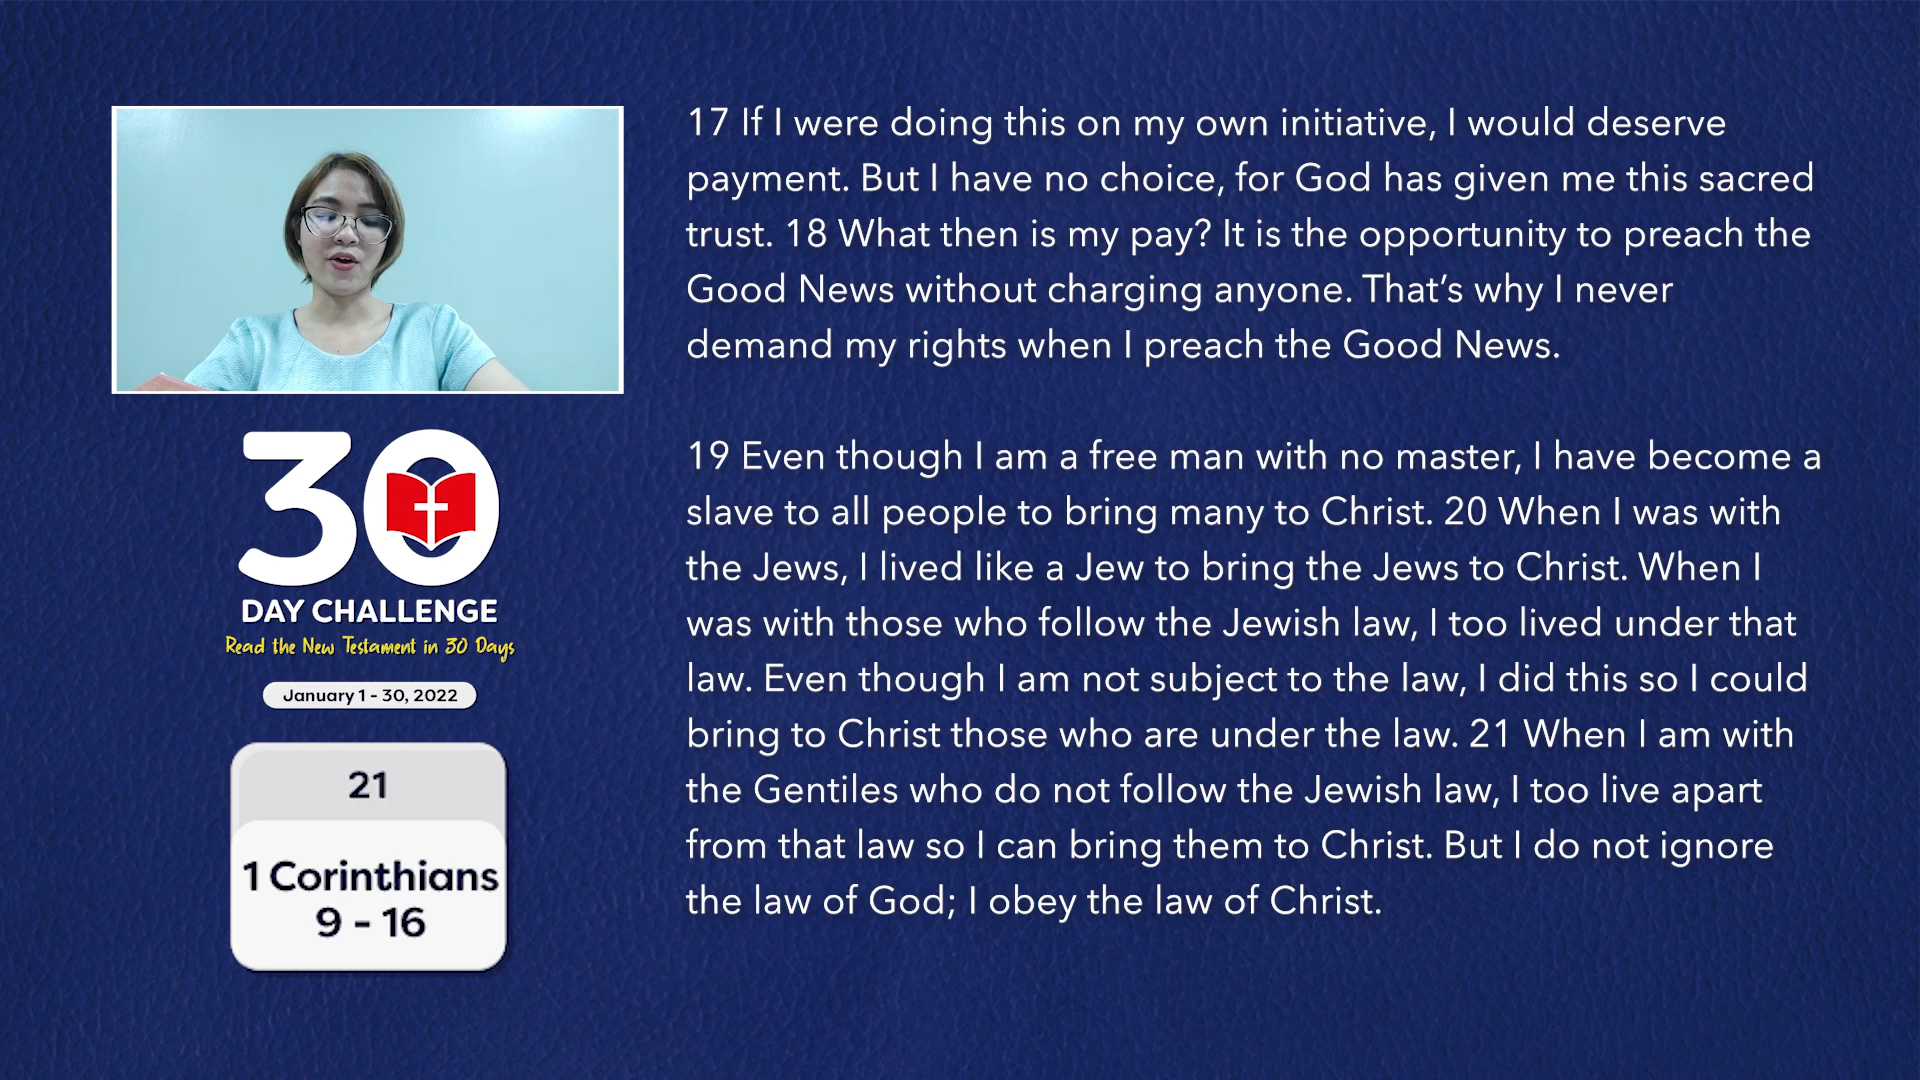 17 If I were doing this on my own initiative, I would deserve
payment. But I have no choice, for God has given me this sacred
trust. 18 What then is my pay? It is the opportunity to preach the
Good News without charging anyone. That’s why I never
demand my rights when I preach the Good News.
19 Even though I am a free man with no master, I have become a
slave to all people to bring many to Christ. 20 When I was with
the Jews, I lived like a Jew to bring the Jews to Christ. When I
was with those who follow the Jewish law, I too lived under that
law. Even though I am not subject to the law, I did this so I could
bring to Christ those who are under the law. 21 When I am with
the Gentiles who do not follow the Jewish law, I too live apart
from that law so I can bring them to Christ. But I do not ignore
the law of God; I obey the law of Christ.
30
DAY CHALLENGE
Read the New Testament in 30 Days
January 1 - 30, 2022
21
1 Corinthians
9 - 16